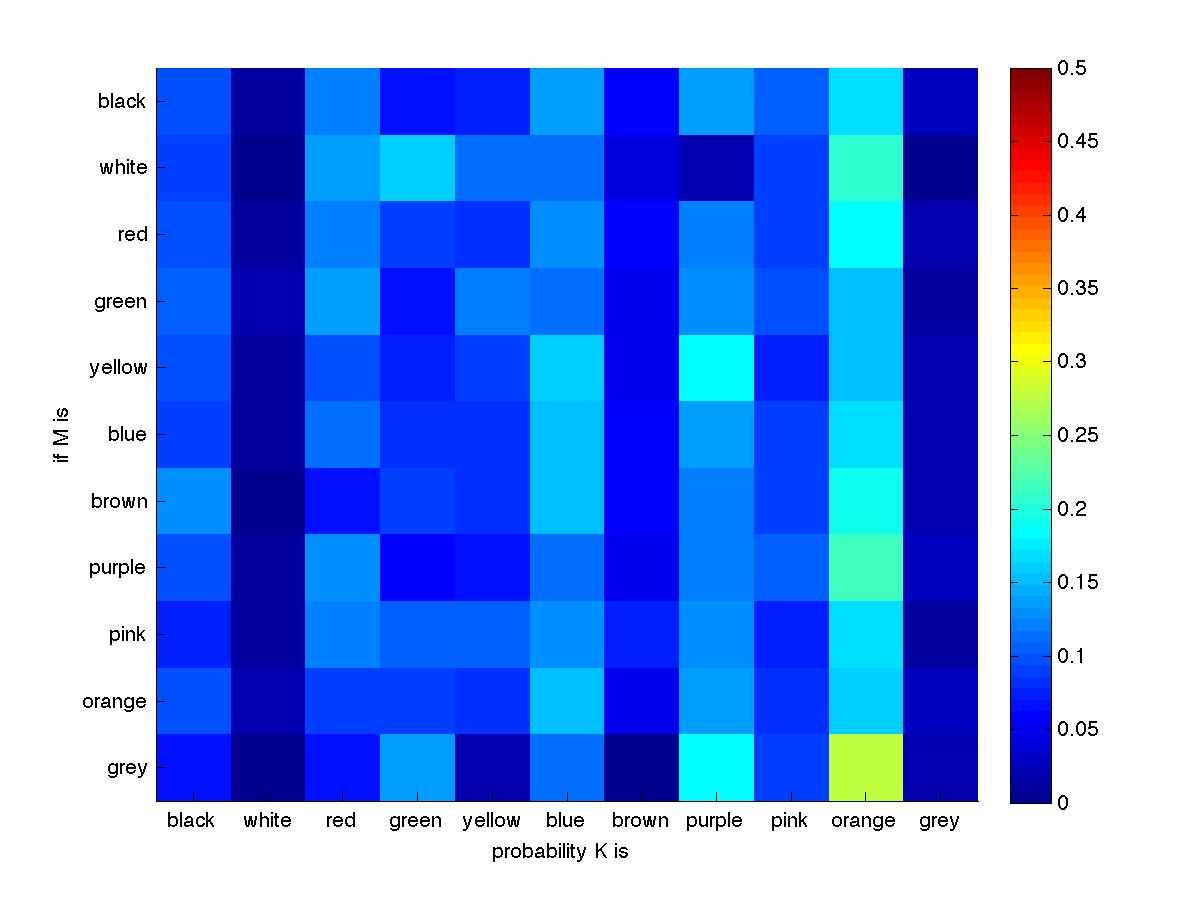 black
white
red
green
yellow
blue
brown
purple
pink
orange
grey
if M is
black white red green yellow blue brown purple pink orange grey
probability K is
0.5
0.45
0.4
0.35
0.3
0.25
0.2
0.15
0.1
0.05
0